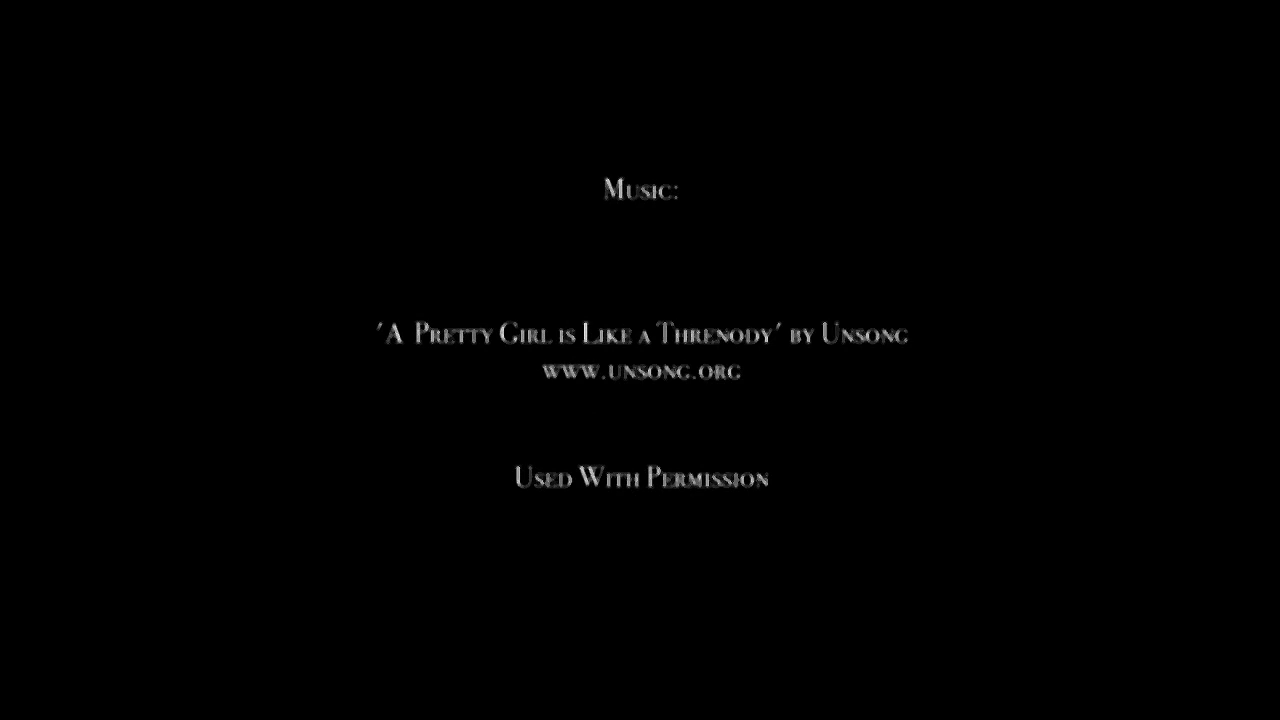 Music:
'A Pretty Girl is Like a Threnody' by Unsong
www.unsong.org
Used With Permission